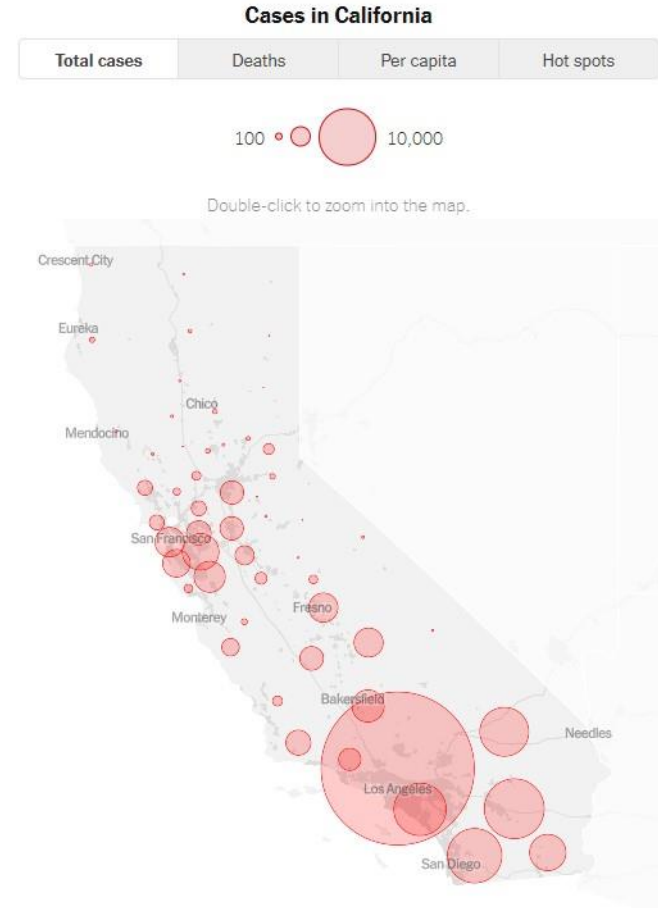 Cases in California
Total cases Deaths Per capita Hot spots
100 10,000
Double-click to zoom into the map.
Crescent City
Eureka
Chico
Mendocino
San Francisco
Fresno
Monterey
Bakersfield
Needles
Los Angeles
San Diego